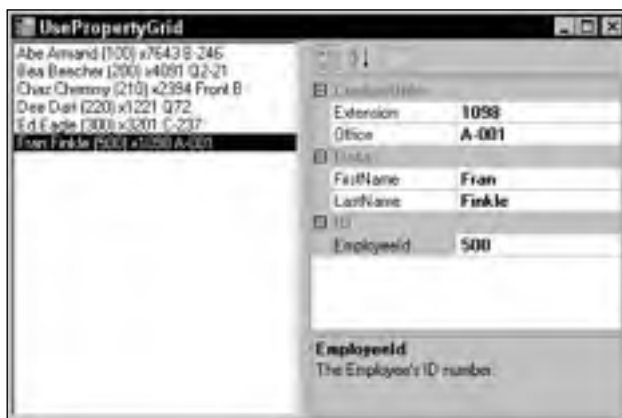 UsePropertyGrid
Abe Armand (100) x7643 B-246
Bea Beecher (200) x4091 Q2-21
Chaz Chemmy (210) x2394 Front B
Dee Dart (220) x1221 Q72
Ed Eagle (300) x3201 C-237
Fran Finkle (500) x1098 A-001
Extension 1098
Office A-001
FirstName Fran
LastName Finkle
ID
EmployeeId 500
EmployeeId
The Employee's ID number.